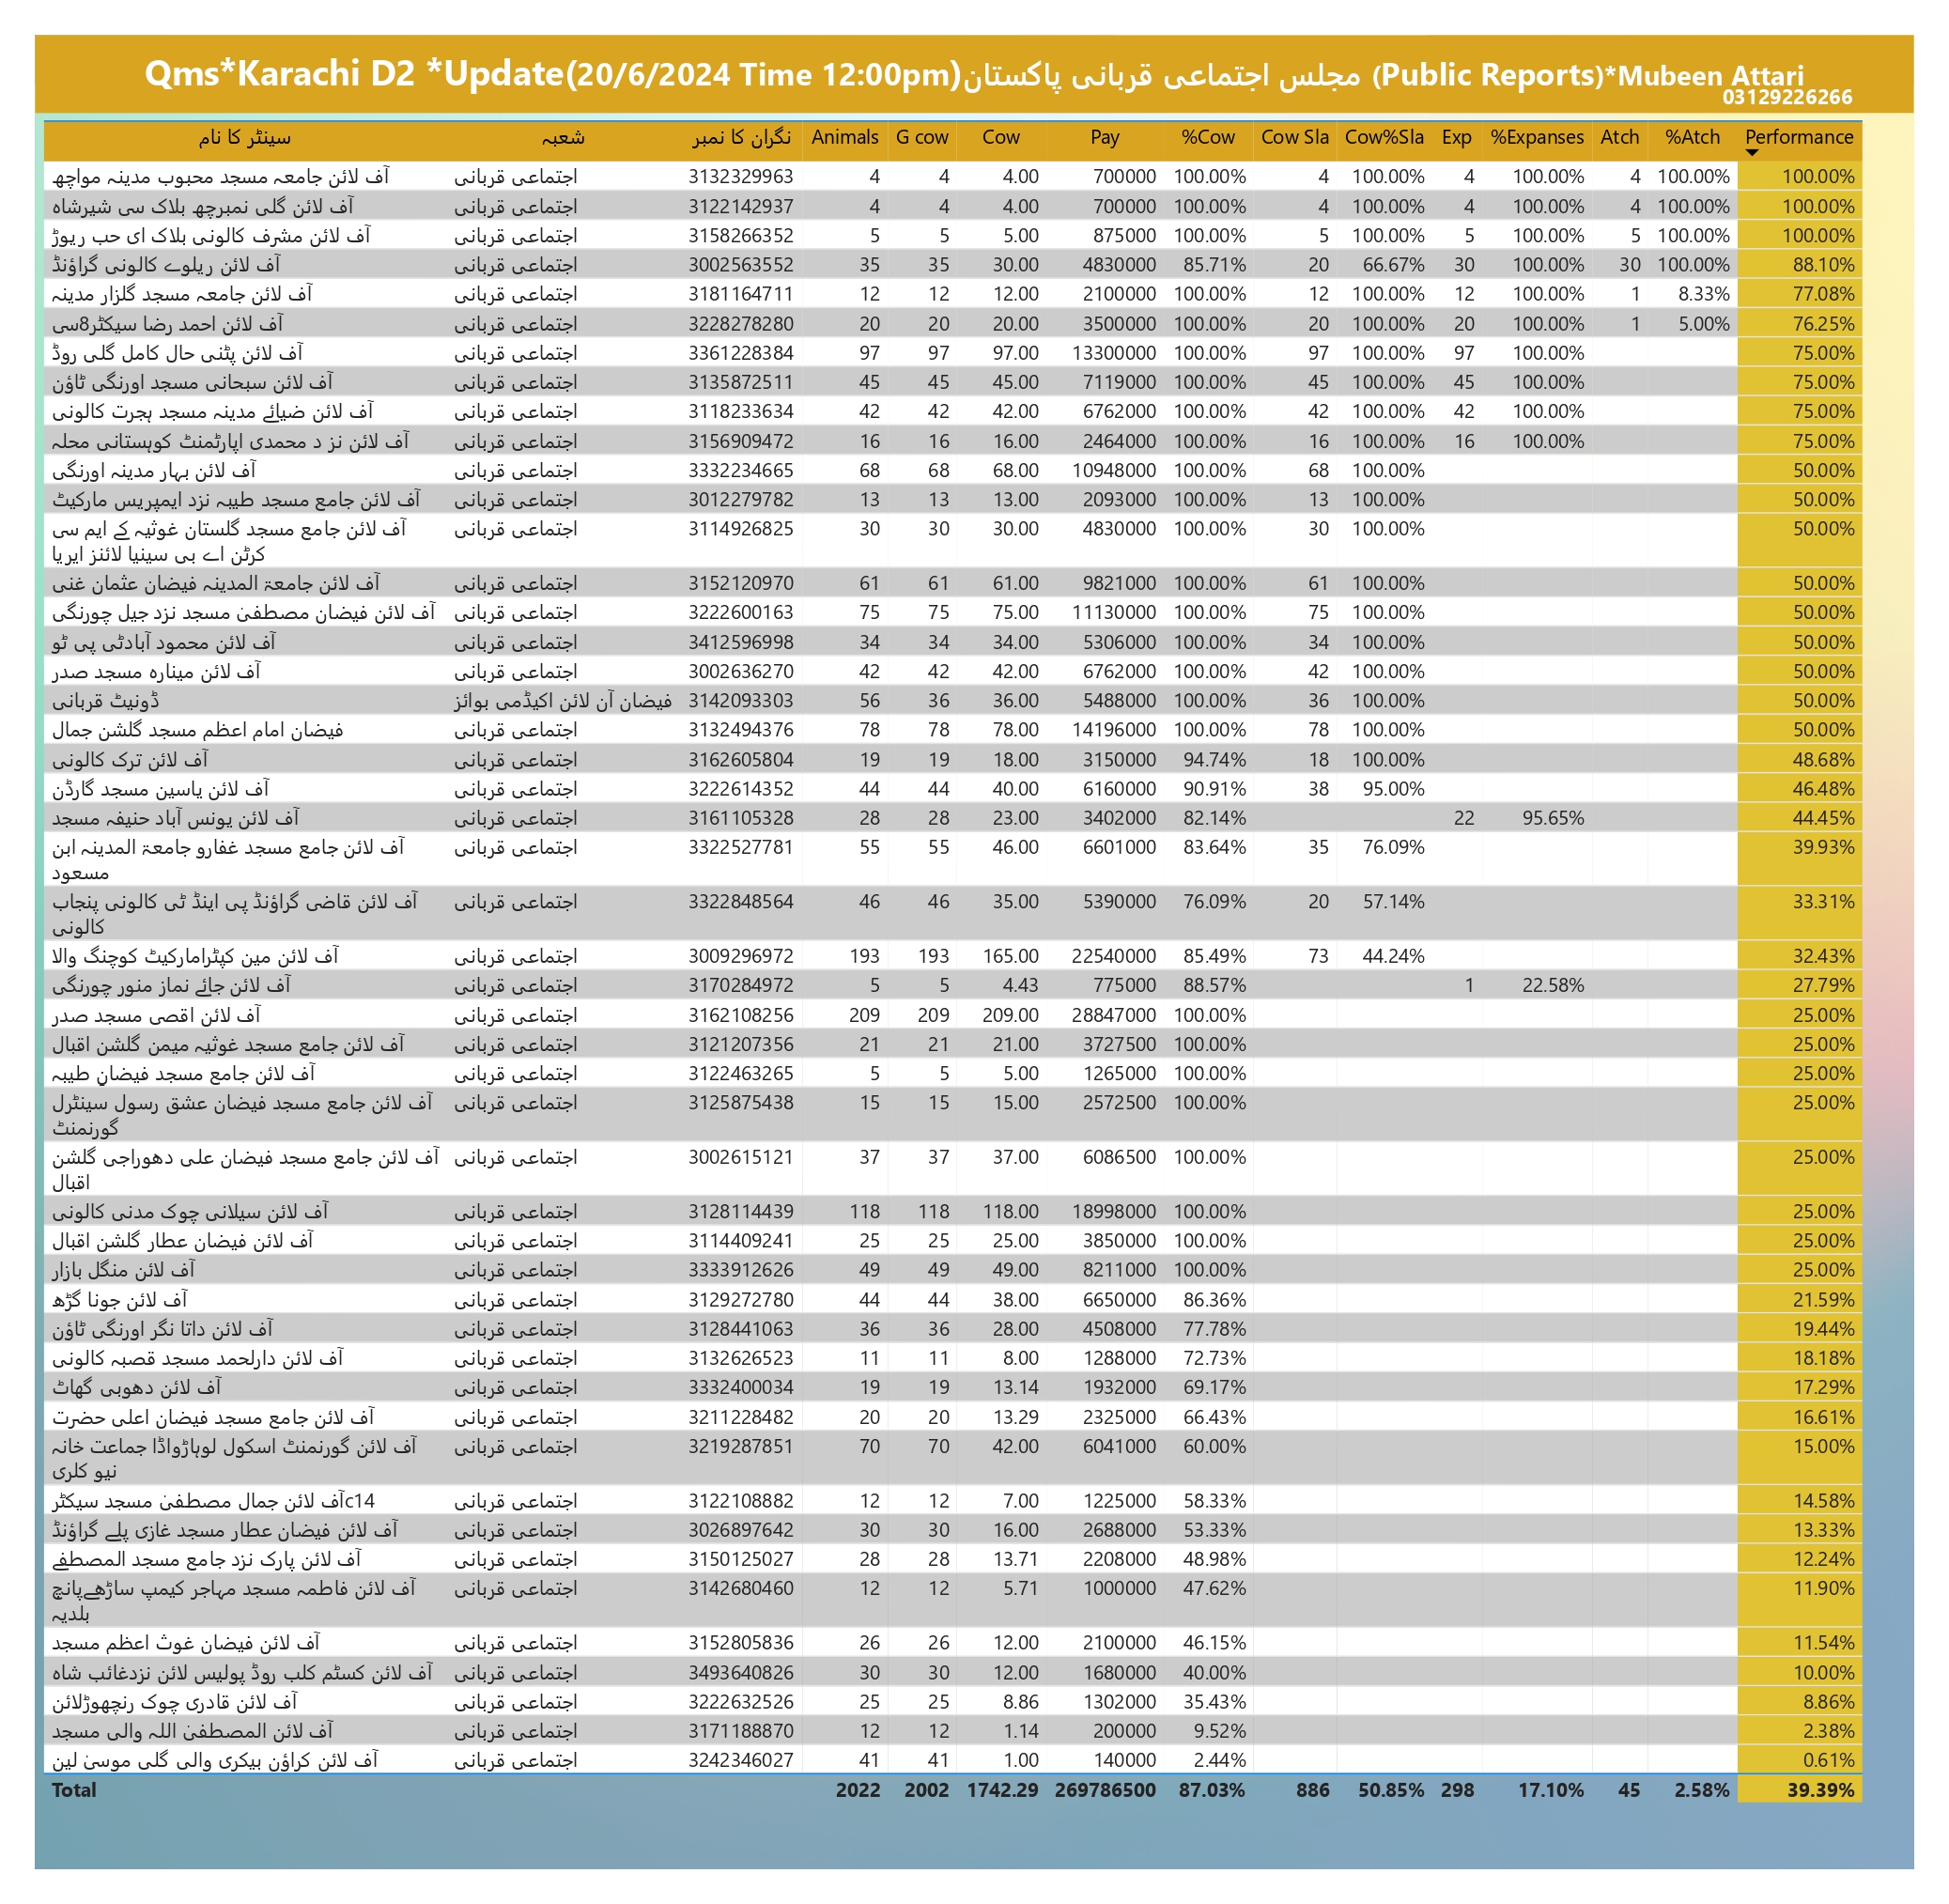 Qms*Karachi D2 *Update(20/6/2024 Time 12:00pm)مجلس اجتماعی قربانی پاکستان (Public Reports)*Mubeen Attari
03129226266
سینٹر کا نام شعبہ نگران کا نمبر Animals G cow Cow Pay %Cow Cow Sla Cow%Sla Exp %Expanses Atch %Atch Performance
آف لائن جامعہ مسجد محبوب مدینہ مواچھ اجتماعی قربانی 3132329963 4 4 4.00 700000 100.00% 4 100.00% 4 100.00% 4 100.00% 100.00%
آف لائن گلی نمبرچھ بلاک سی شیرشاہ اجتماعی قربانی 3122142937 4 4 4.00 700000 100.00% 4 100.00% 4 100.00% 4 100.00% 100.00%
آف لائن مشرف کالونی بلاک ای حب ریوڑ اجتماعی قربانی 3158266352 5 5 5.00 875000 100.00% 5 100.00% 5 100.00% 5 100.00% 100.00%
آف لائن ریلوے کالونی گراؤنڈ اجتماعی قربانی 3002563552 35 35 30.00 4830000 85.71% 20 66.67% 30 100.00% 30 100.00% 88.10%
آف لائن جامعہ مسجد گلزار مدینہ اجتماعی قربانی 3181164711 12 12 12.00 2100000 100.00% 12 100.00% 12 100.00% 1 8.33% 77.08%
آف لائن احمد رضا سیکٹر8سی اجتماعی قربانی 3228278280 20 20 20.00 3500000 100.00% 20 100.00% 20 100.00% 1 5.00% 76.25%
آف لائن پٹنی حال کامل گلی روڈ اجتماعی قربانی 3361228384 97 97 97.00 13300000 100.00% 97 100.00% 97 100.00% 75.00%
آف لائن سبحانی مسجد اورنگی ٹاؤن اجتماعی قربانی 3135872511 45 45 45.00 7119000 100.00% 45 100.00% 45 100.00% 75.00%
آف لائن ضیائے مدینہ مسجد ہجرت کالونی اجتماعی قربانی 3118233634 42 42 42.00 6762000 100.00% 42 100.00% 42 100.00% 75.00%
آف لائن نز د محمدی اپارٹمنٹ کوہستانی محلہ اجتماعی قربانی 3156909472 16 16 16.00 2464000 100.00% 16 100.00% 16 100.00% 75.00%
آف لائن بہار مدینہ اورنگی اجتماعی قربانی 3332234665 68 68 68.00 10948000 100.00% 68 100.00% 50.00%
آف لائن جامع مسجد طیبہ نزد ایمپریس مارکیٹ اجتماعی قربانی 3012279782 13 13 13.00 2093000 100.00% 13 100.00% 50.00%
آف لائن جامع مسجد گلستان غوثیہ کے ایم سی اجتماعی قربانی 3114926825 30 30 30.00 4830000 100.00% 30 100.00% 50.00%
کرٹن اے بی سینیا لائنز ایریا
آف لائن جامعۃ المدینہ فیضان عثمان غنی اجتماعی قربانی 3152120970 61 61 61.00 9821000 100.00% 61 100.00% 50.00%
آف لائن فیضان مصطفیٰ مسجد نزد جیل چورنگی اجتماعی قربانی 3222600163 75 75 75.00 11130000 100.00% 75 100.00% 50.00%
آف لائن محمود آبادٹی پی ٹو اجتماعی قربانی 3412596998 34 34 34.00 5306000 100.00% 34 100.00% 50.00%
آف لائن مینارہ مسجد صدر اجتماعی قربانی 3002636270 42 42 42.00 6762000 100.00% 42 100.00% 50.00%
ڈونیٹ قربانی فیضان آن لائن اکیڈمی بوائز 3142093303 56 36 36.00 5488000 100.00% 36 100.00% 50.00%
فیضان امام اعظم مسجد گلشن جمال اجتماعی قربانی 3132494376 78 78 78.00 14196000 100.00% 78 100.00% 50.00%
آف لائن ترک کالونی اجتماعی قربانی 3162605804 19 19 18.00 3150000 94.74% 18 100.00% 48.68%
آف لائن یاسین مسجد گارڈن اجتماعی قربانی 3222614352 44 44 40.00 6160000 90.91% 38 95.00% 46.48%
آف لائن یونس آباد حنیفہ مسجد اجتماعی قربانی 3161105328 28 28 23.00 3402000 82.14% 22 95.65% 44.45%
آف لائن جامع مسجد غفارو جامعۃ المدینہ ابن اجتماعی قربانی 3322527781 55 55 46.00 6601000 83.64% 35 76.09% 39.93%
مسعود
آف لائن قاضی گراؤنڈ پی اینڈ ٹی کالونی پنجاب اجتماعی قربانی 3322848564 46 46 35.00 5390000 76.09% 20 57.14% 33.31%
کالونی
آف لائن مین کپٹرامارکیٹ کوچنگ والا اجتماعی قربانی 3009296972 193 193 165.00 22540000 85.49% 73 44.24% 32.43%
آف لائن جائے نماز منور چورنگی اجتماعی قربانی 3170284972 5 5 4.43 775000 88.57% 1 22.58% 27.79%
آف لائن اقصی مسجد صدر اجتماعی قربانی 3162108256 209 209 209.00 28847000 100.00% 25.00%
آف لائن جامع مسجد غوثیہ میمن گلشن اقبال اجتماعی قربانی 3121207356 21 21 21.00 3727500 100.00% 25.00%
آف لائن جامع مسجد فیضانِ طیبہ اجتماعی قربانی 3122463265 5 5 5.00 1265000 100.00% 25.00%
آف لائن جامع مسجد فیضان عشق رسول سینٹرل اجتماعی قربانی 3125875438 15 15 15.00 2572500 100.00% 25.00%
گورنمنٹ
آف لائن جامع مسجد فیضان علی دھوراجی گلشن اجتماعی قربانی 3002615121 37 37 37.00 6086500 100.00% 25.00%
اقبال
آف لائن سیلانی چوک مدنی کالونی اجتماعی قربانی 3128114439 118 118 118.00 18998000 100.00% 25.00%
آف لائن فیضان عطار گلشن اقبال اجتماعی قربانی 3114409241 25 25 25.00 3850000 100.00% 25.00%
آف لائن منگل بازار اجتماعی قربانی 3333912626 49 49 49.00 8211000 100.00% 25.00%
آف لائن جونا گڑھ اجتماعی قربانی 3129272780 44 44 38.00 6650000 86.36% 21.59%
آف لائن داتا نگر اورنگی ٹاؤن اجتماعی قربانی 3128441063 36 36 28.00 4508000 77.78% 19.44%
آف لائن دارلحمد مسجد قصبہ کالونی اجتماعی قربانی 3132626523 11 11 8.00 1288000 72.73% 18.18%
آف لائن دھوبی گھاٹ اجتماعی قربانی 3332400034 19 19 13.14 1932000 69.17% 17.29%
آف لائن جامع مسجد فیضان اعلی حضرت اجتماعی قربانی 3211228482 20 20 13.29 2325000 66.43% 16.61%
آف لائن گورنمنٹ اسکول لوہاڑواڈا جماعت خانہ اجتماعی قربانی 3219287851 70 70 42.00 6041000 60.00% 15.00%
نیو کلری
آف لائن جمال مصطفیٰ مسجد سیکٹرc14 اجتماعی قربانی 3122108882 12 12 7.00 1225000 58.33% 14.58%
آف لائن فیضان عطار مسجد غازی پلے گراؤنڈ اجتماعی قربانی 3026897642 30 30 16.00 2688000 53.33% 13.33%
آف لائن پارک نزد جامع مسجد المصطفے اجتماعی قربانی 3150125027 28 28 13.71 2208000 48.98% 12.24%
آف لائن فاطمہ مسجد مہاجر کیمپ ساڑھےپانچ اجتماعی قربانی 3142680460 12 12 5.71 1000000 47.62% 11.90%
بلدیہ
آف لائن فیضان غوث اعظم مسجد اجتماعی قربانی 3152805836 26 26 12.00 2100000 46.15% 11.54%
آف لائن کسٹم کلب روڈ پولیس لائن نزدغائب شاہ اجتماعی قربانی 3493640826 30 30 12.00 1680000 40.00% 10.00%
آف لائن قادری چوک رنچھوڑلائن اجتماعی قربانی 3222632526 25 25 8.86 1302000 35.43% 8.86%
آف لائن المصطفیٰ اللہ والی مسجد اجتماعی قربانی 3171188870 12 12 1.14 200000 9.52% 2.38%
آف لائن کراؤن بیکری والی گلی موسیٰ لین اجتماعی قربانی 3242346027 41 41 1.00 140000 2.44% 0.61%
Total 2022 2002 1742.29 269786500 87.03% 886 50.85% 298 17.10% 45 2.58% 39.39%